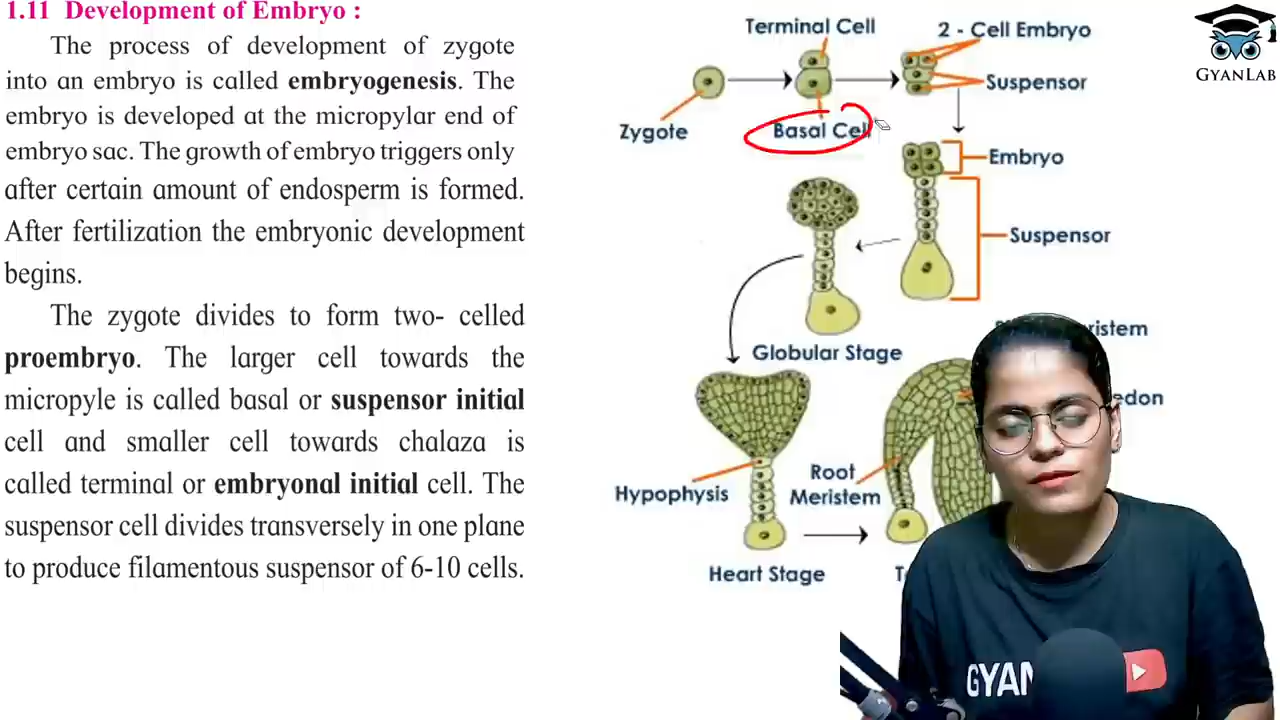 1.11 Development of Embryo :
The process of development of zygote
into an embryo is called embryogenesis. The
embryo is developed at the micropylar end of
embryo sac. The growth of embryo triggers only
after certain amount of endosperm is formed.
After fertilization the embryonic development
begins.
The zygote divides to form two- celled
proembryo. The larger cell towards the
micropyle is called basal or suspensor initial
cell and smaller cell towards chalaza is
called terminal or embryonal initial cell. The
suspensor cell divides transversely in one plane
to produce filamentous suspensor of 6-10 cells.
Terminal Cell
2 - Cell Embryo
Suspensor
Zygote
Basal Cell
Embryo
Suspensor
Globular Stage
Root
Meristem
Hypophysis
Heart Stage
GYANLAB
GYAN